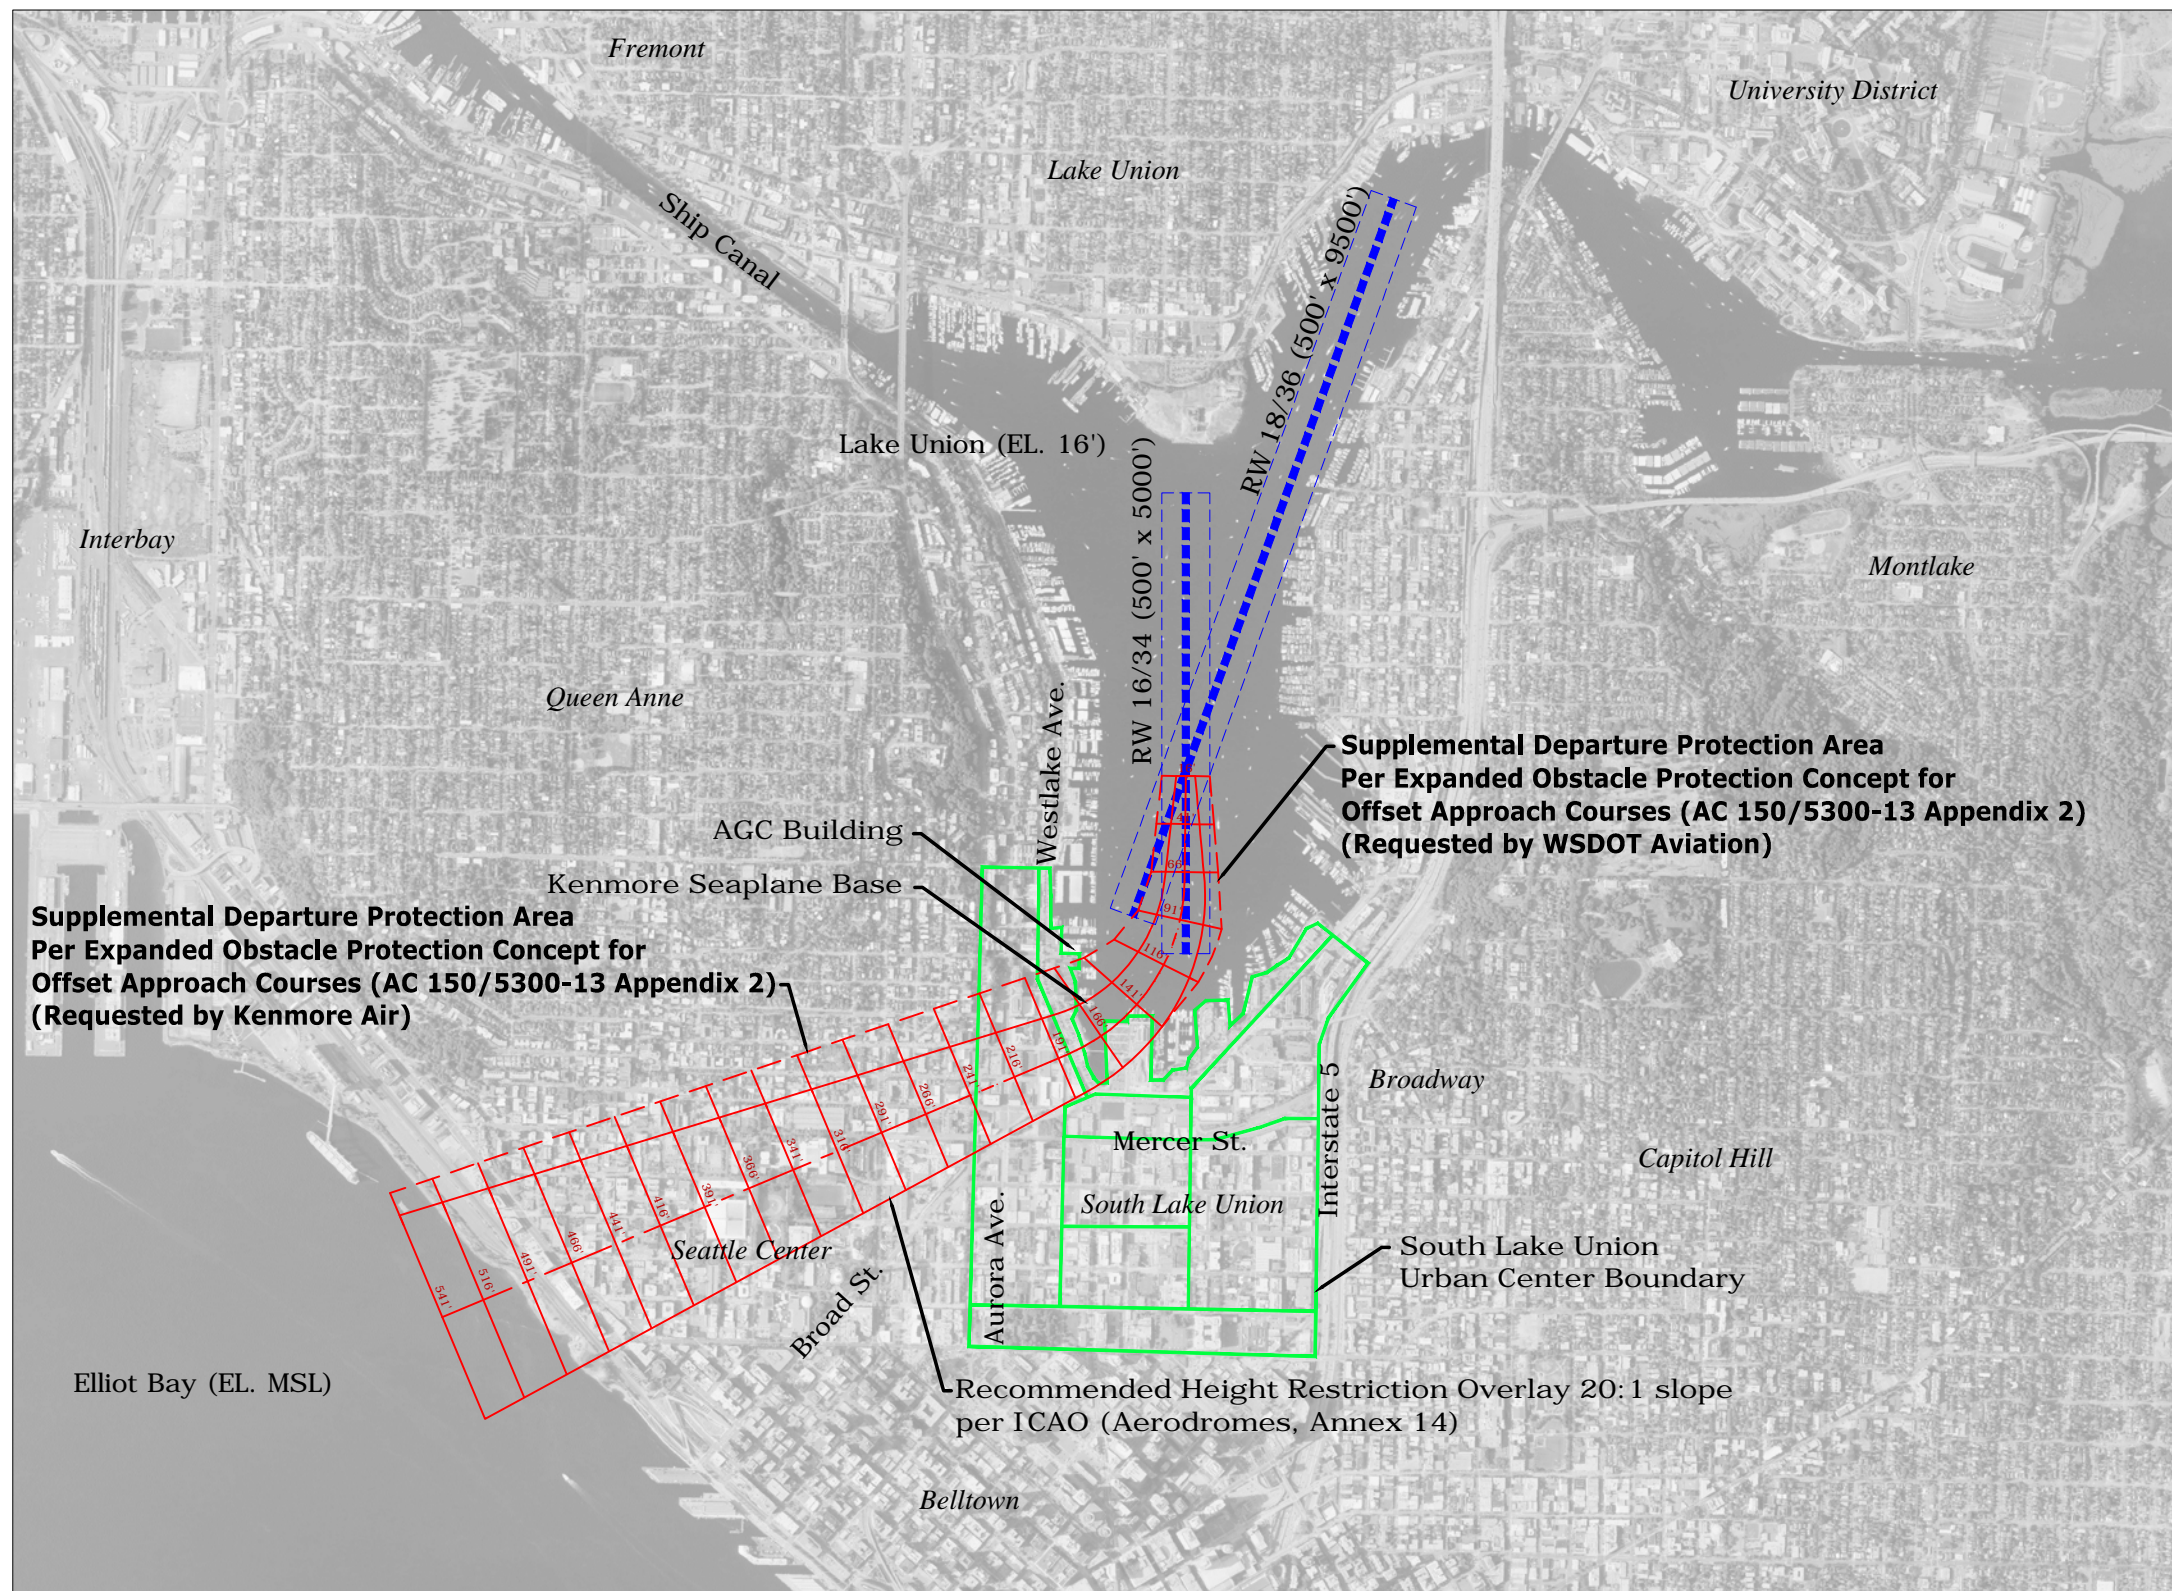 Fremont
University District
Lake Union
Ship Canal
RW 18/36 (500' x 9500')
Lake Union (EL. 16')
RW 16/34 (500' x 5000')
Interbay
Montlake
Queen Anne
Westlake Ave.
Supplemental Departure Protection Area
Per Expanded Obstacle Protection Concept for
Offset Approach Courses (AC 150/5300-13 Appendix 2)
(Requested by WSDOT Aviation)
AGC Building
Kenmore Seaplane Base
Supplemental Departure Protection Area
Per Expanded Obstacle Protection Concept for
Offset Approach Courses (AC 150/5300-13 Appendix 2)
(Requested by Kenmore Air)
66'
91'
116'
141'
166'
191'
216'
241'
266'
291'
316'
341'
366'
391'
416'
441'
466'
491'
516'
541'
Broadway
Interstate 5
Mercer St.
Capitol Hill
South Lake Union
Aurora Ave.
Seattle Center
Broad St.
South Lake Union
Urban Center Boundary
Elliot Bay (EL. MSL)
Recommended Height Restriction Overlay 20:1 slope
per ICAO (Aerodromes, Annex 14)
Belltown